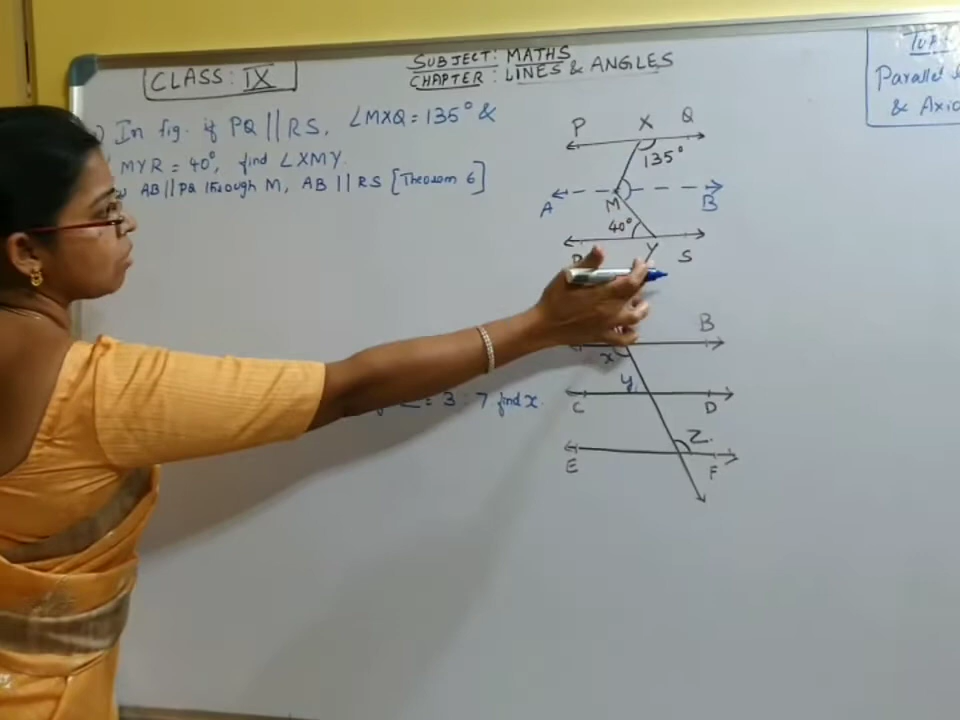 SUBJECT: MATHS
CLASS: IX
CHAPTER: LINES & ANGLES
Parallel
& Axio
) In fig. if PQ || RS, ∠MXQ = 135° &
MYR = 40°, find ∠XMY.
AB || PQ through M, AB || RS [Theorem 6]
P X Q
135°
A M B
40°
Y S
B
x
= 3 : 7 find x.
y
C D
Z
E F